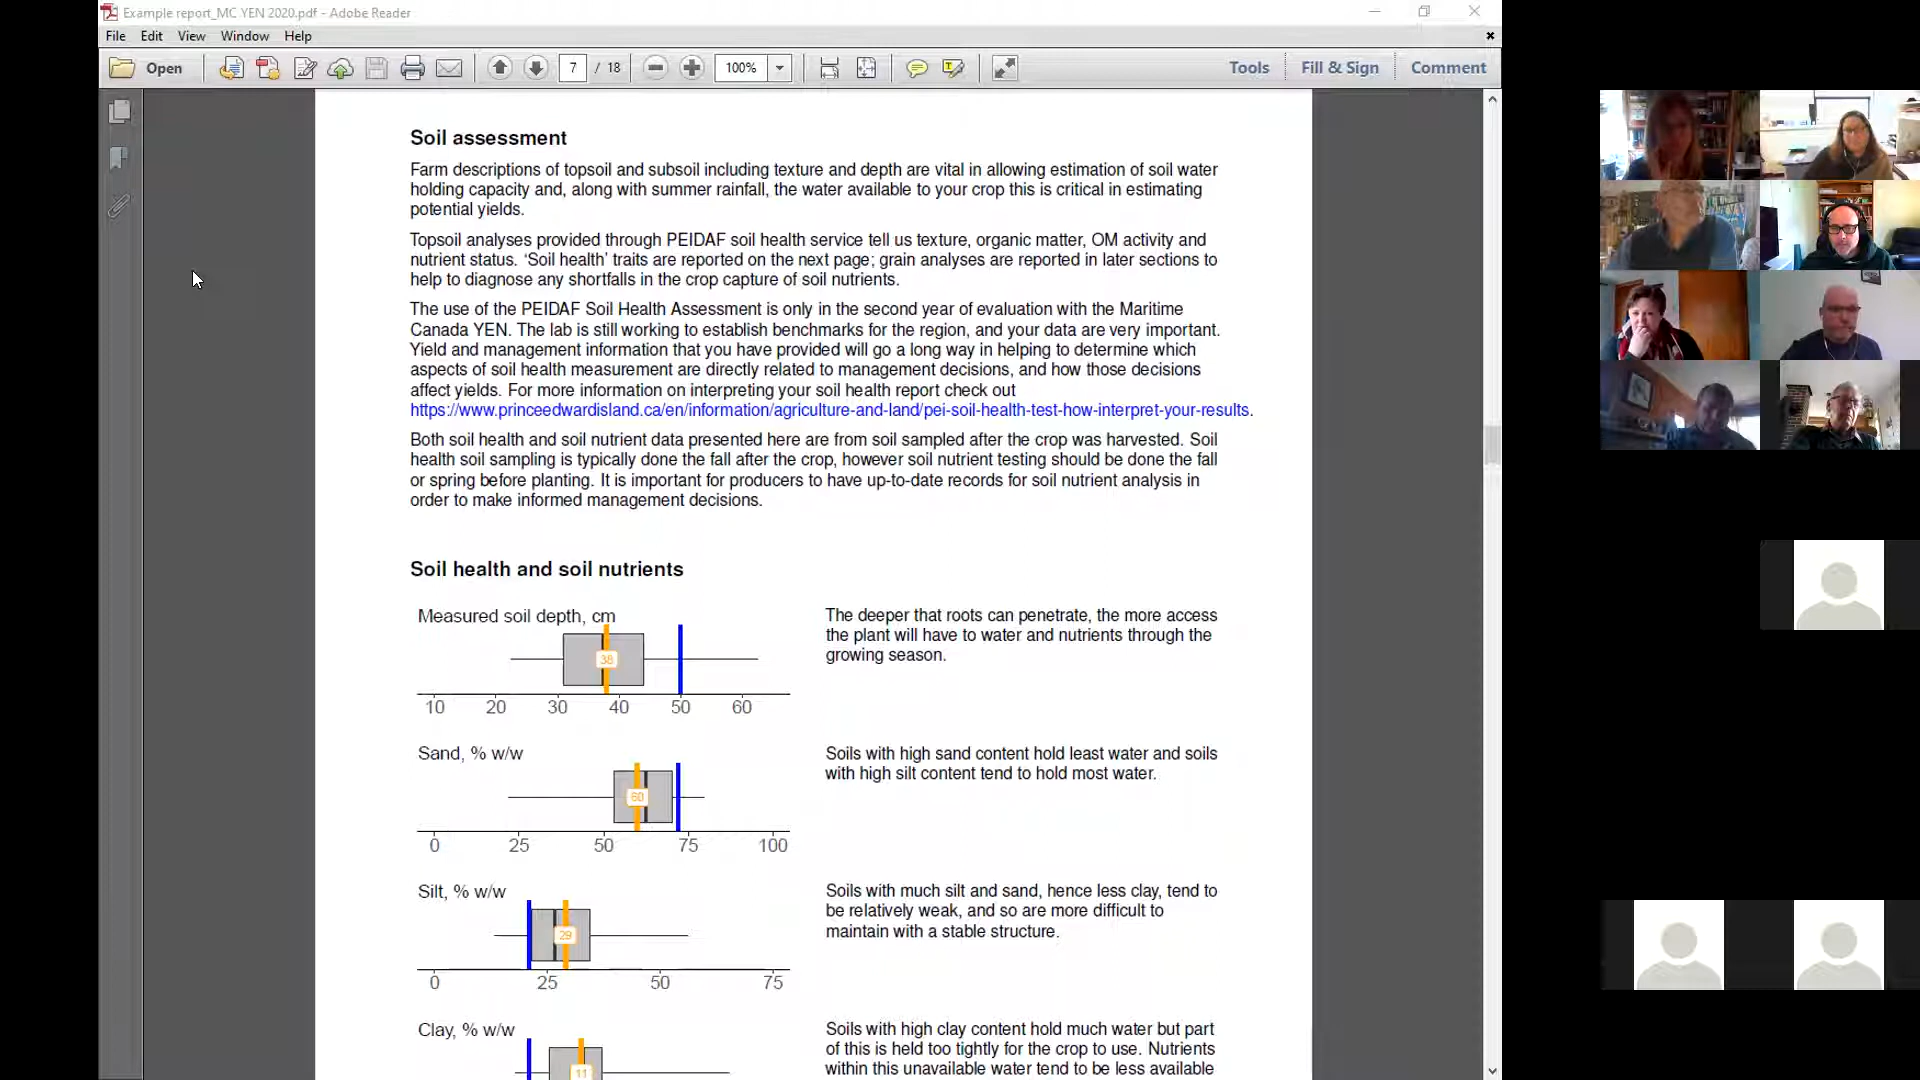 Example report_MC YEN 2020.pdf - Adobe Reader
File Edit View Window Help
Open 7 / 18 100% Tools Fill & Sign Comment
Soil assessment
Farm descriptions of topsoil and subsoil including texture and depth are vital in allowing estimation of soil water
holding capacity and, along with summer rainfall, the water available to your crop this is critical in estimating
potential yields.
Topsoil analyses provided through PEIDAF soil health service tell us texture, organic matter, OM activity and
nutrient status. ‘Soil health’ traits are reported on the next page; grain analyses are reported in later sections to
help to diagnose any shortfalls in the crop capture of soil nutrients.
The use of the PEIDAF Soil Health Assessment is only in the second year of evaluation with the Maritime
Canada YEN. The lab is still working to establish benchmarks for the region, and your data are very important.
Yield and management information that you have provided will go a long way in helping to determine which
aspects of soil health measurement are directly related to management decisions, and how those decisions
affect yields. For more information on interpreting your soil health report check out
https://www.princeedwardisland.ca/en/information/agriculture-and-land/pei-soil-health-test-how-interpret-your-results.
Both soil health and soil nutrient data presented here are from soil sampled after the crop was harvested. Soil
health soil sampling is typically done the fall after the crop, however soil nutrient testing should be done the fall
or spring before planting. It is important for producers to have up-to-date records for soil nutrient analysis in
order to make informed management decisions.
Soil health and soil nutrients
Measured soil depth, cm
38
10 20 30 40 50 60
The deeper that roots can penetrate, the more access
the plant will have to water and nutrients through the
growing season.
Sand, % w/w
60
0 25 50 75 100
Soils with high sand content hold least water and soils
with high silt content tend to hold most water.
Silt, % w/w
29
0 25 50 75
Soils with much silt and sand, hence less clay, tend to
be relatively weak, and so are more difficult to
maintain with a stable structure.
Clay, % w/w
11
Soils with high clay content hold much water but part
of this is held too tightly for the crop to use. Nutrients
within this unavailable water tend to be less available